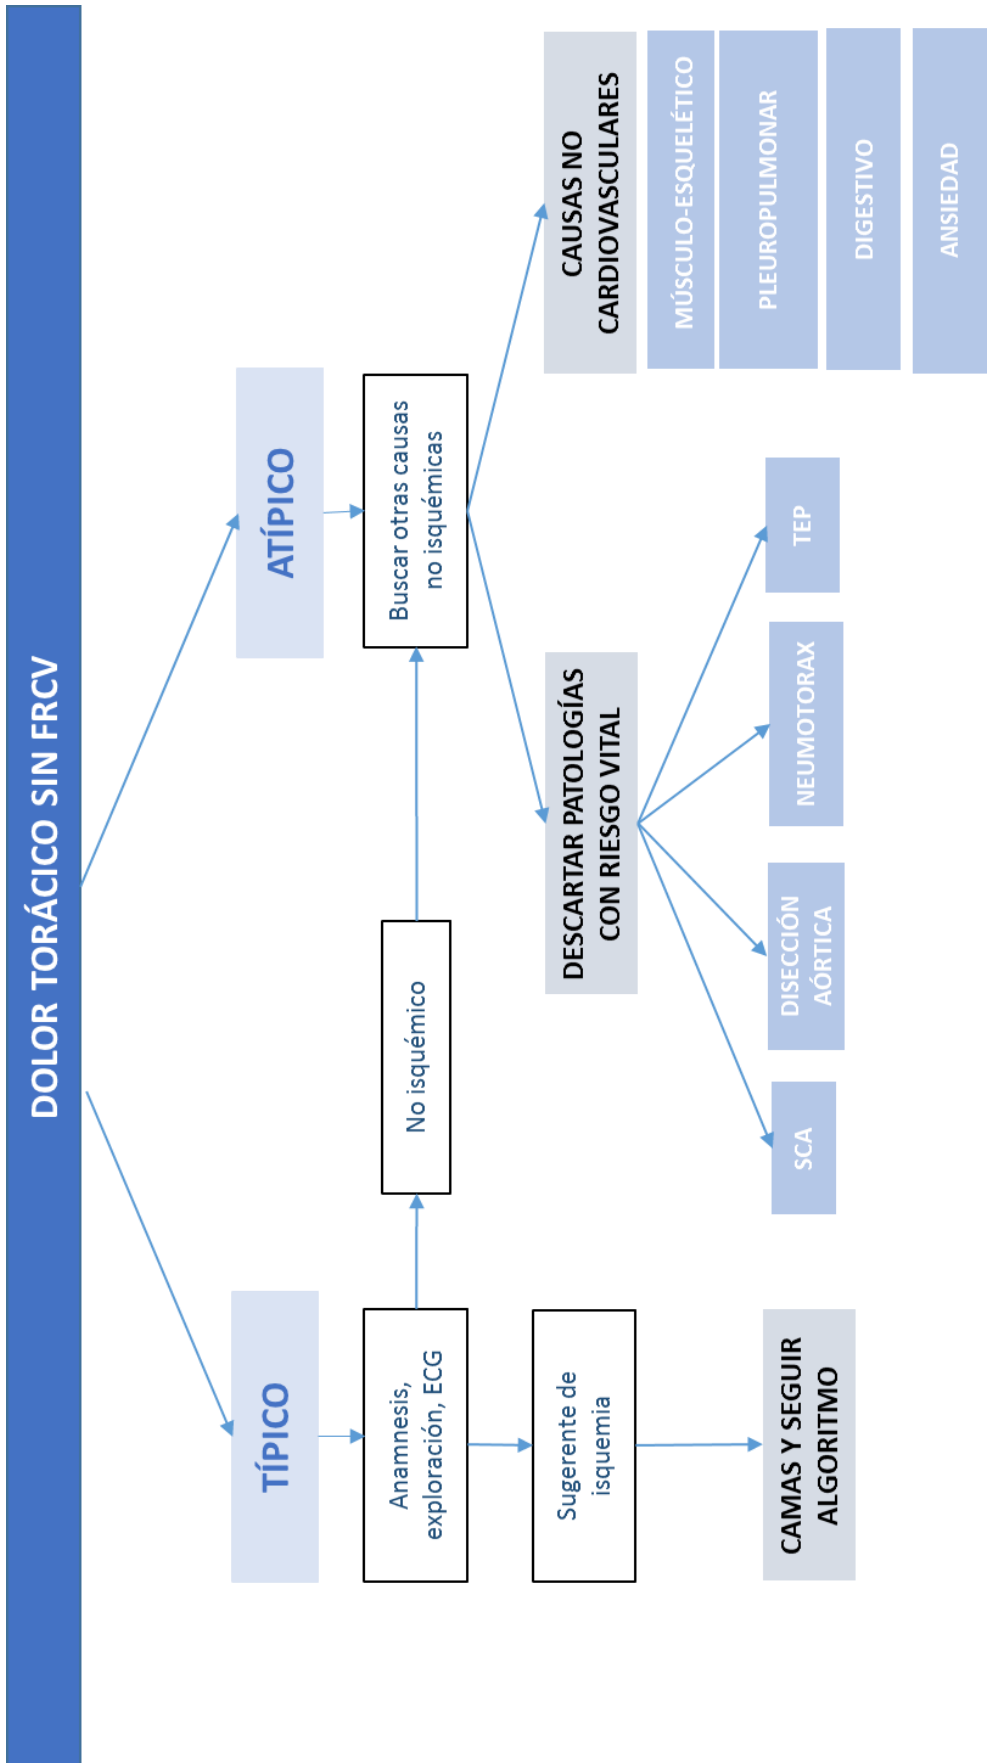 DOLOR TORÁCICO SIN FRCV
TÍPICO
ATÍPICO
Anamnesis,
exploración, ECG
No isquémico
Buscar otras causas
no isquémicas
Sugerente de
isquemia
DESCARTAR PATOLOGÍAS
CON RIESGO VITAL
CAUSAS NO
CARDIOVASCULARES
MÚSCULO-ESQUELÉTICO
PLEUROPULMONAR
DIGESTIVO
ANSIEDAD
CAMAS Y SEGUIR
ALGORITMO
SCA
DISECCIÓN
AÓRTICA
NEUMOTORAX
TEP